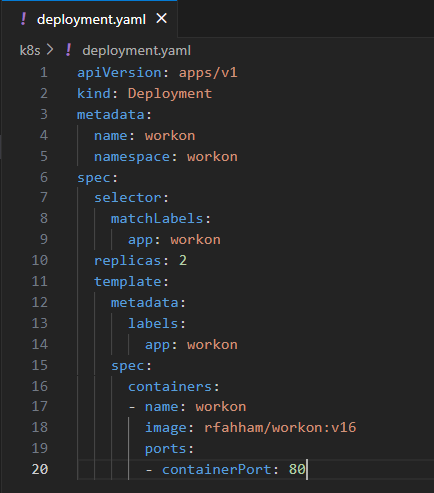 ! deployment.yaml ×
k8s > ! deployment.yaml
1 apiVersion: apps/v1
2 kind: Deployment
3 metadata:
4   name: workon
5   namespace: workon
6 spec:
7   selector:
8     matchLabels:
9       app: workon
10   replicas: 2
11   template:
12     metadata:
13       labels:
14         app: workon
15     spec:
16       containers:
17       - name: workon
18         image: rfahham/workon:v16
19         ports:
20         - containerPort: 80